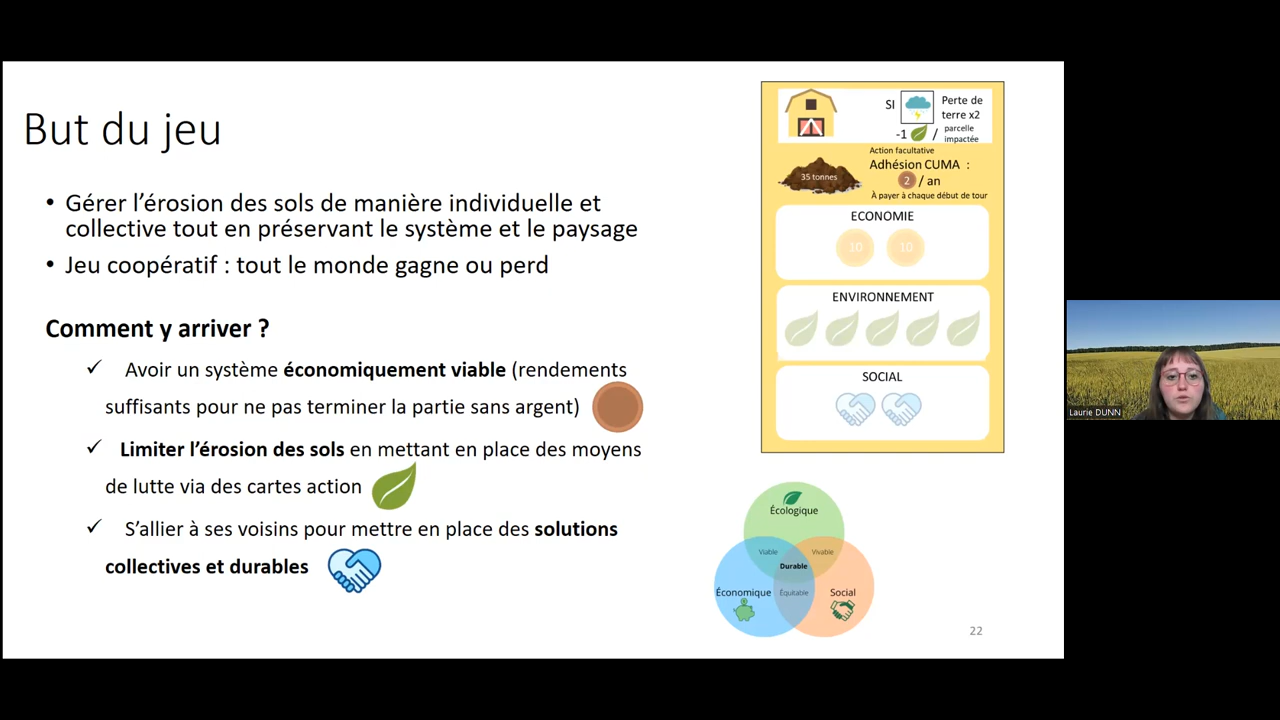 But du jeu
• Gérer l’érosion des sols de manière individuelle et
collective tout en préservant le système et le paysage
• Jeu coopératif : tout le monde gagne ou perd
Comment y arriver ?
✓ Avoir un système économiquement viable (rendements
suffisants pour ne pas terminer la partie sans argent)
✓ Limiter l’érosion des sols en mettant en place des moyens
de lutte via des cartes action
✓ S’allier à ses voisins pour mettre en place des solutions
collectives et durables
SI
Perte de
terre x2
-1 / parcelle
impactée
35 tonnes
Action facultative
Adhésion CUMA :
2 / an
À payer à chaque début de tour
ECONOMIE
10 10
ENVIRONNEMENT
SOCIAL
Écologique
Viable Vivable
Durable
Économique Équitable Social
22
Laurie DUNN